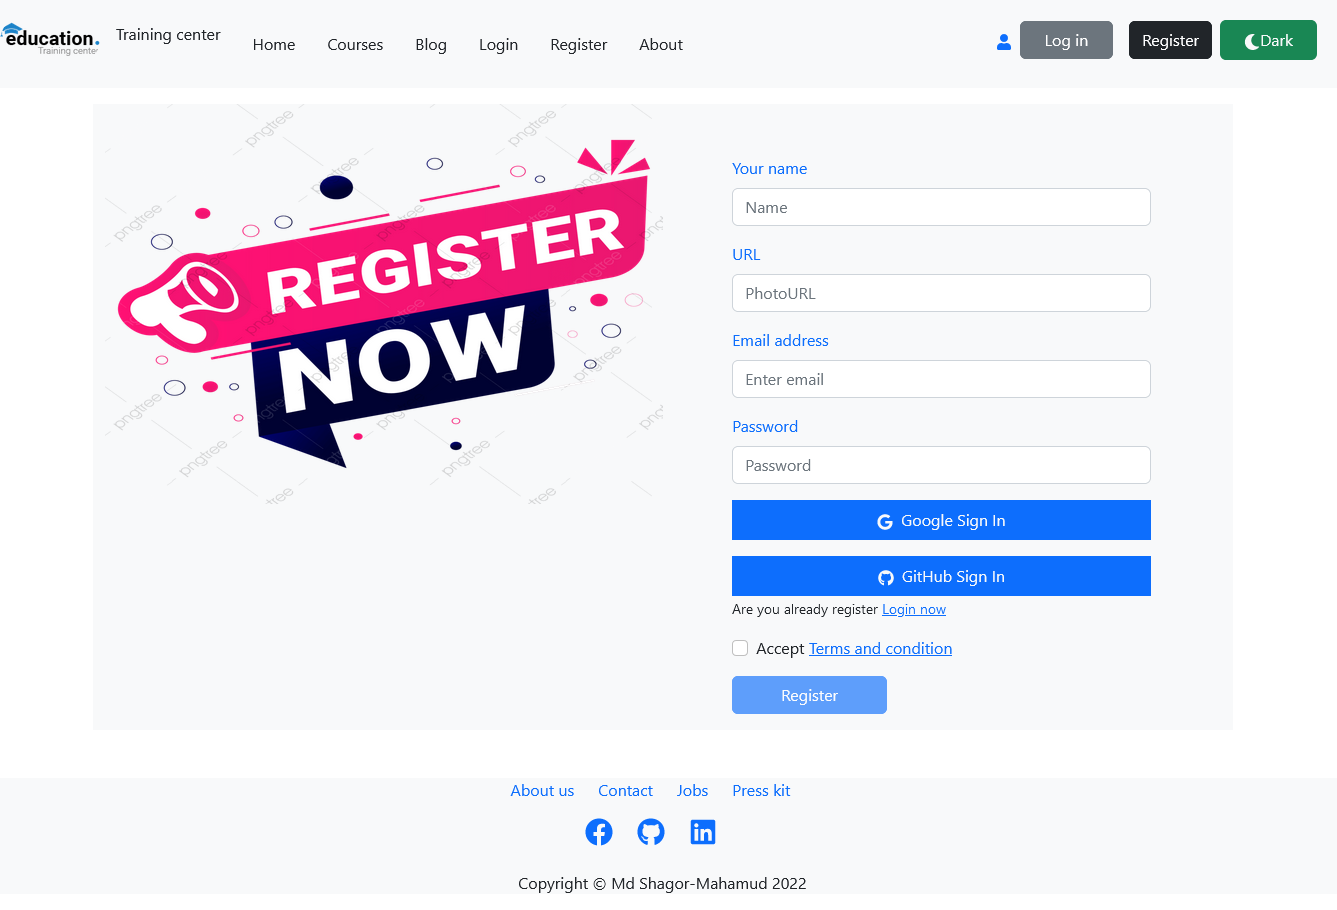 education.
Training center
Training center
Home
Courses
Blog
Login
Register
About
Log in
Register
Dark
pngtree
REGISTER
NOW
Your name
Name
URL
PhotoURL
Email address
Enter email
Password
Password
Google Sign In
GitHub Sign In
Are you already register Login now
Accept Terms and condition
Register
About us
Contact
Jobs
Press kit
Copyright © Md Shagor-Mahamud 2022